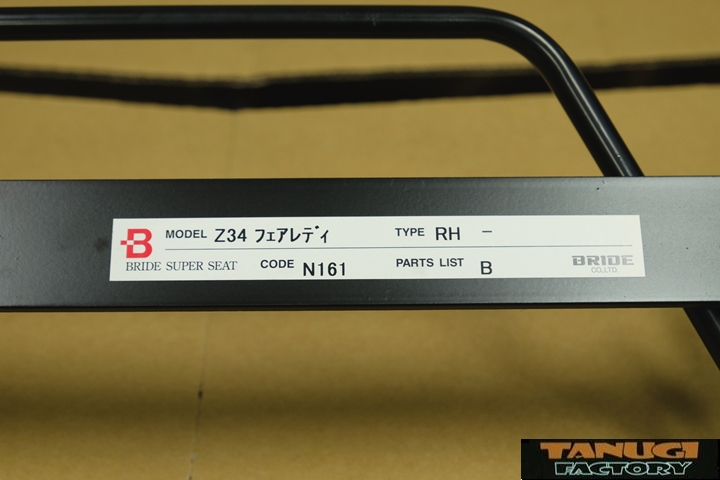 B MODEL Z34 フェアレディ TYPE RH -
BRIDE SUPER SEAT CODE N161 PARTS LIST B BRIDE
CO.,LTD.
TANUGI
FACTORY